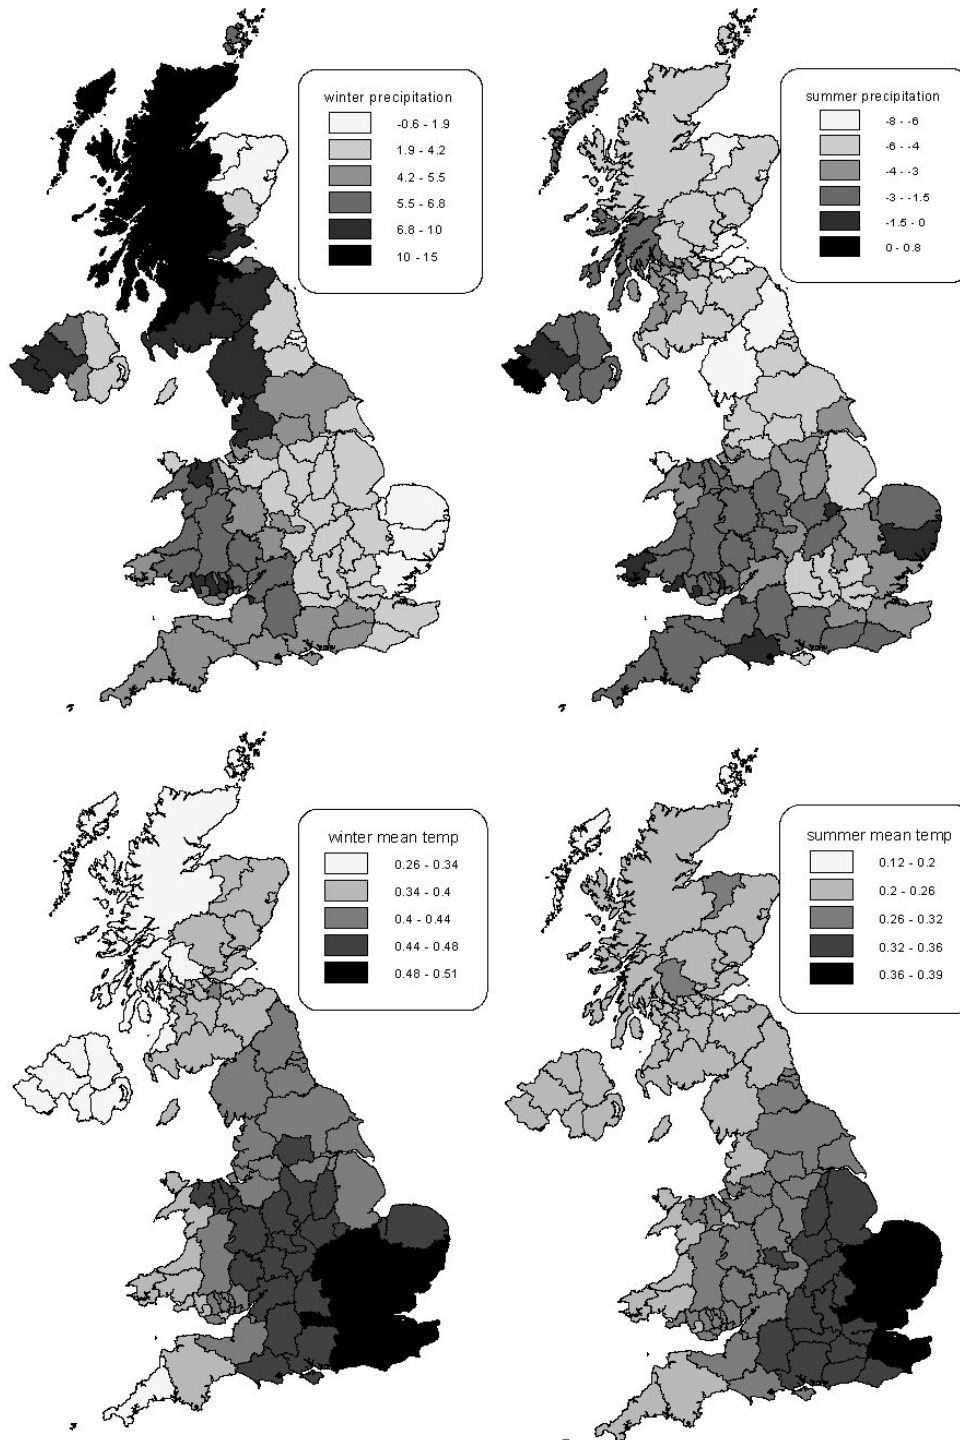 winter precipitation
-0.6 - 1.9
1.9 - 4.2
4.2 - 5.5
5.5 - 6.8
6.8 - 10
10 - 15
summer precipitation
-8 - -6
-6 - -4
-4 - -3
-3 - -1.5
-1.5 - 0
0 - 0.8
winter mean temp
0.26 - 0.34
0.34 - 0.4
0.4 - 0.44
0.44 - 0.48
0.48 - 0.51
summer mean temp
0.12 - 0.2
0.2 - 0.26
0.26 - 0.32
0.32 - 0.36
0.36 - 0.39